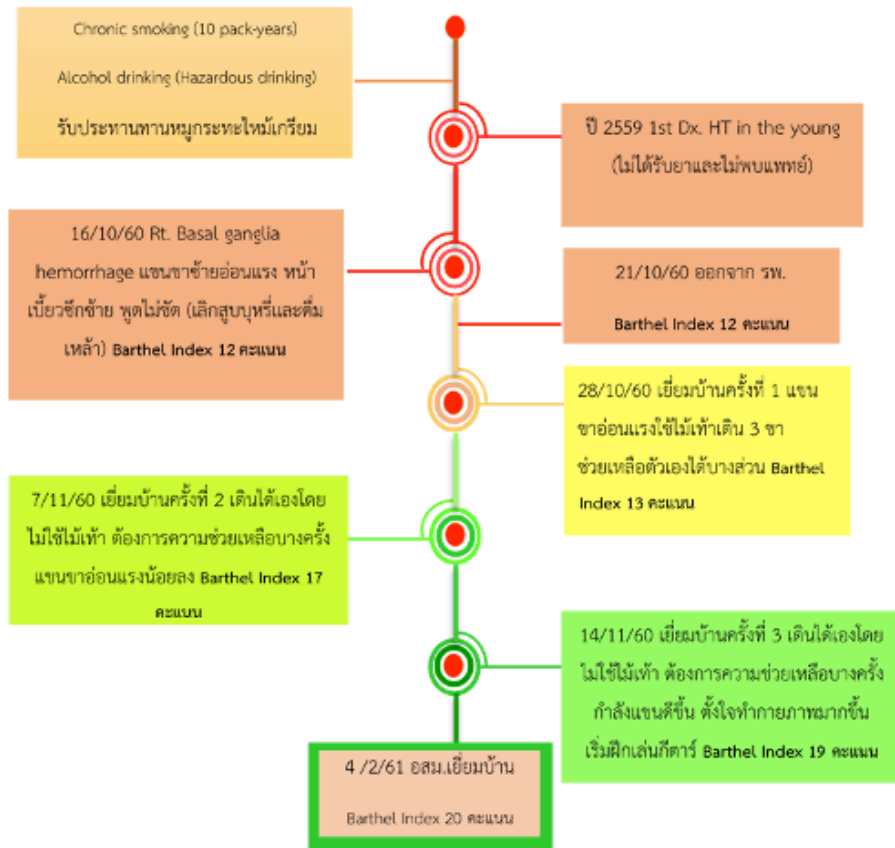 Chronic smoking (10 pack-years)
Alcohol drinking (Hazardous drinking)
รับประทานทานหมูกระทะไหม้เกรียม
ปี 2559 1st Dx. HT in the young
(ไม่ได้รับยาและไม่พบแพทย์)
16/10/60 Rt. Basal ganglia
hemorrhage แขนขาซ้ายอ่อนแรง หน้า
เบี้ยวซีกซ้าย พูดไม่ชัด (เลิกสูบบุหรี่และดื่ม
เหล้า) Barthel Index 12 คะแนน
21/10/60 ออกจาก รพ.
Barthel Index 12 คะแนน
28/10/60 เยี่ยมบ้านครั้งที่ 1 แขน
ขาอ่อนแรงใช้ไม้เท้าเดิน 3 ขา
ช่วยเหลือตัวเองได้บางส่วน Barthel
Index 13 คะแนน
7/11/60 เยี่ยมบ้านครั้งที่ 2 เดินได้เองโดย
ไม่ใช้ไม้เท้า ต้องการความช่วยเหลือบางครั้ง
แขนขาอ่อนแรงน้อยลง Barthel Index 17
คะแนน
14/11/60 เยี่ยมบ้านครั้งที่ 3 เดินได้เองโดย
ไม่ใช้ไม้เท้า ต้องการความช่วยเหลือบางครั้ง
กำลังแขนดีขึ้น ตั้งใจทำกายภาพมากขึ้น
เริ่มฝึกเล่นกีตาร์ Barthel Index 19 คะแนน
4 /2/61 อสม.เยี่ยมบ้าน
Barthel Index 20 คะแนน